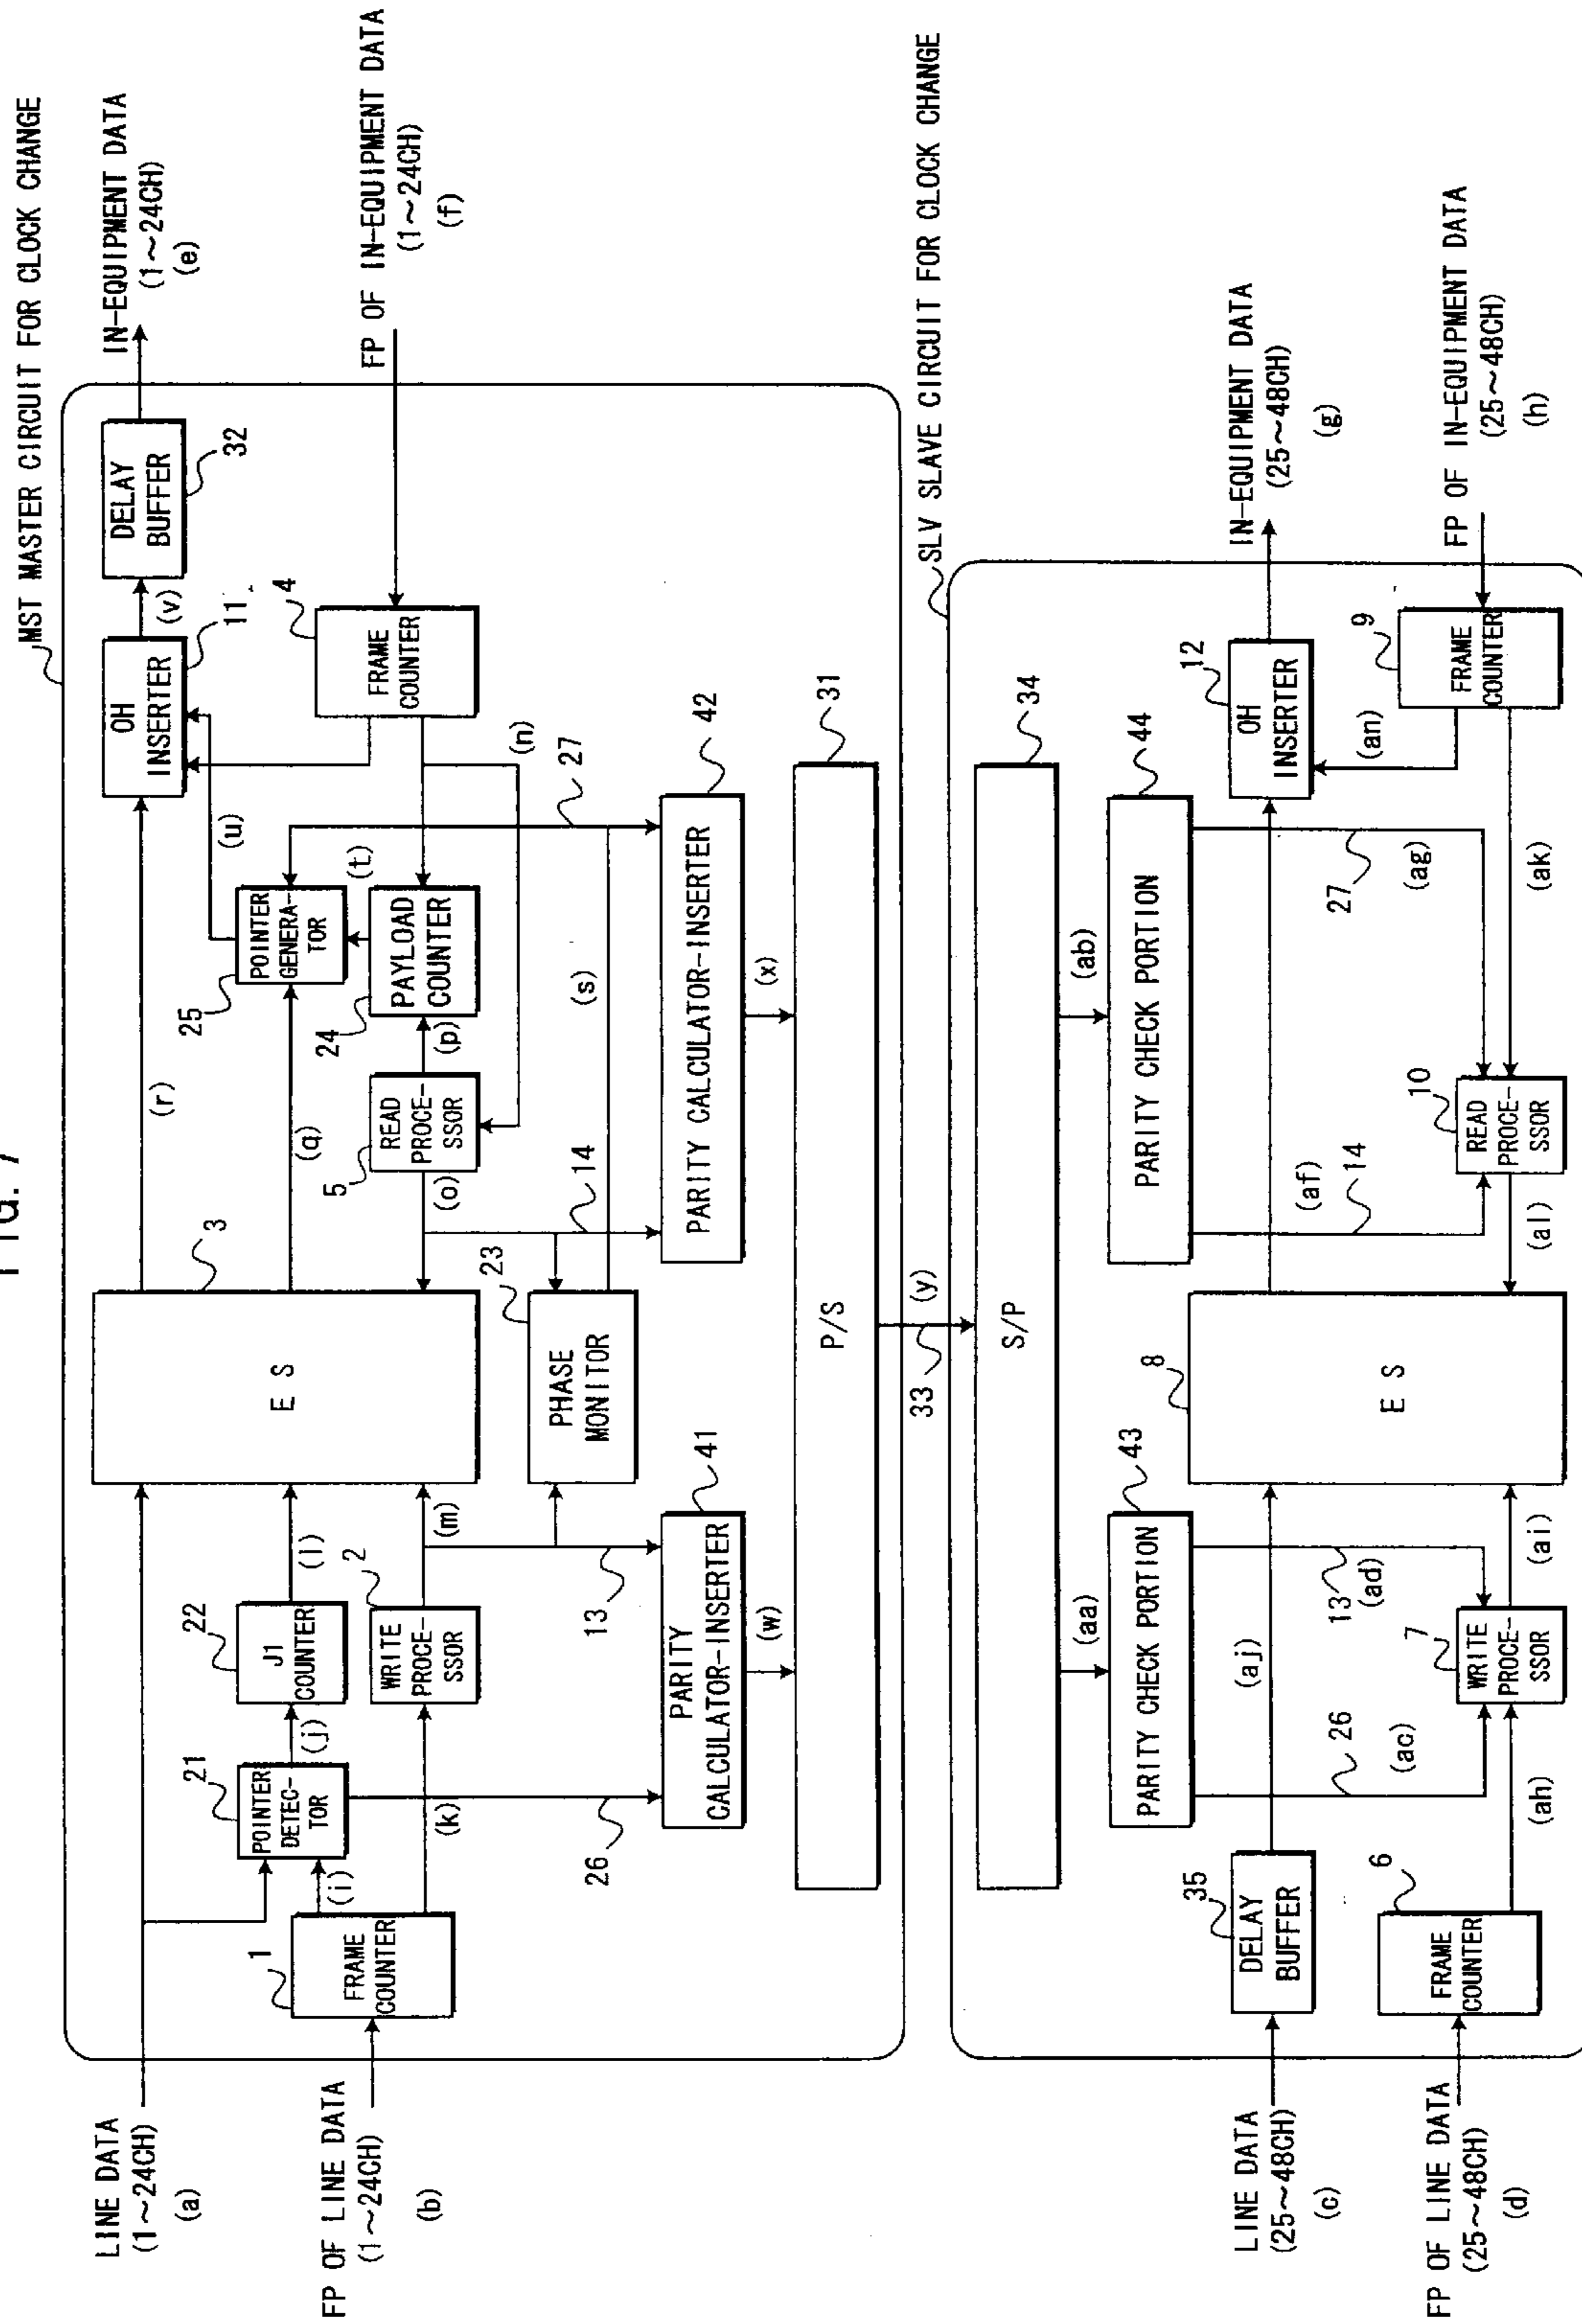 FIG. 7
MST MASTER CIRCUIT FOR CLOCK CHANGE
LINE DATA
(1~24CH)
(a)
FP OF LINE DATA
(1~24CH)
(b)
1
FRAME
COUNTER
(i)
(k)
21
POINTER
DETEC-
TOR
(j)
22
J1
COUNTER
(l)
2
WRITE
PROCE-
SSOR
(m)
3
E S
(r)
(q)
5
READ
PROCE-
SSOR
(o)
(p)
24
PAYLOAD
COUNTER
(t)
25
POINTER
GENERA-
TOR
(u)
OH
INSERTER
11
(v)
DELAY
BUFFER
32
IN-EQUIPMENT DATA
(1~24CH)
(e)
FP OF IN-EQUIPMENT DATA
(1~24CH)
(f)
4
FRAME
COUNTER
(n)
27
23
PHASE
MONITOR
14
(s)
13
26
41
PARITY
CALCULATOR-INSERTER
(w)
42
PARITY CALCULATOR-INSERTER
(x)
31
P/S
33
(y)
SLV SLAVE CIRCUIT FOR CLOCK CHANGE
34
S/P
(aa)
(ab)
43
PARITY CHECK PORTION
44
PARITY CHECK PORTION
LINE DATA
(25~48CH)
(c)
35
DELAY
BUFFER
(aj)
FP OF LINE DATA
(25~48CH)
(d)
6
FRAME
COUNTER
(ah)
26
(ac)
13
(ad)
7
WRITE
PROCE-
SSOR
(ai)
8
E S
(af)
14
(al)
10
READ
PROCE-
SSOR
27
(ag)
(ak)
12
OH
INSERTER
(an)
9
FRAME
COUNTER
IN-EQUIPMENT DATA
(25~48CH)
(g)
FP OF IN-EQUIPMENT DATA
(25~48CH)
(h)